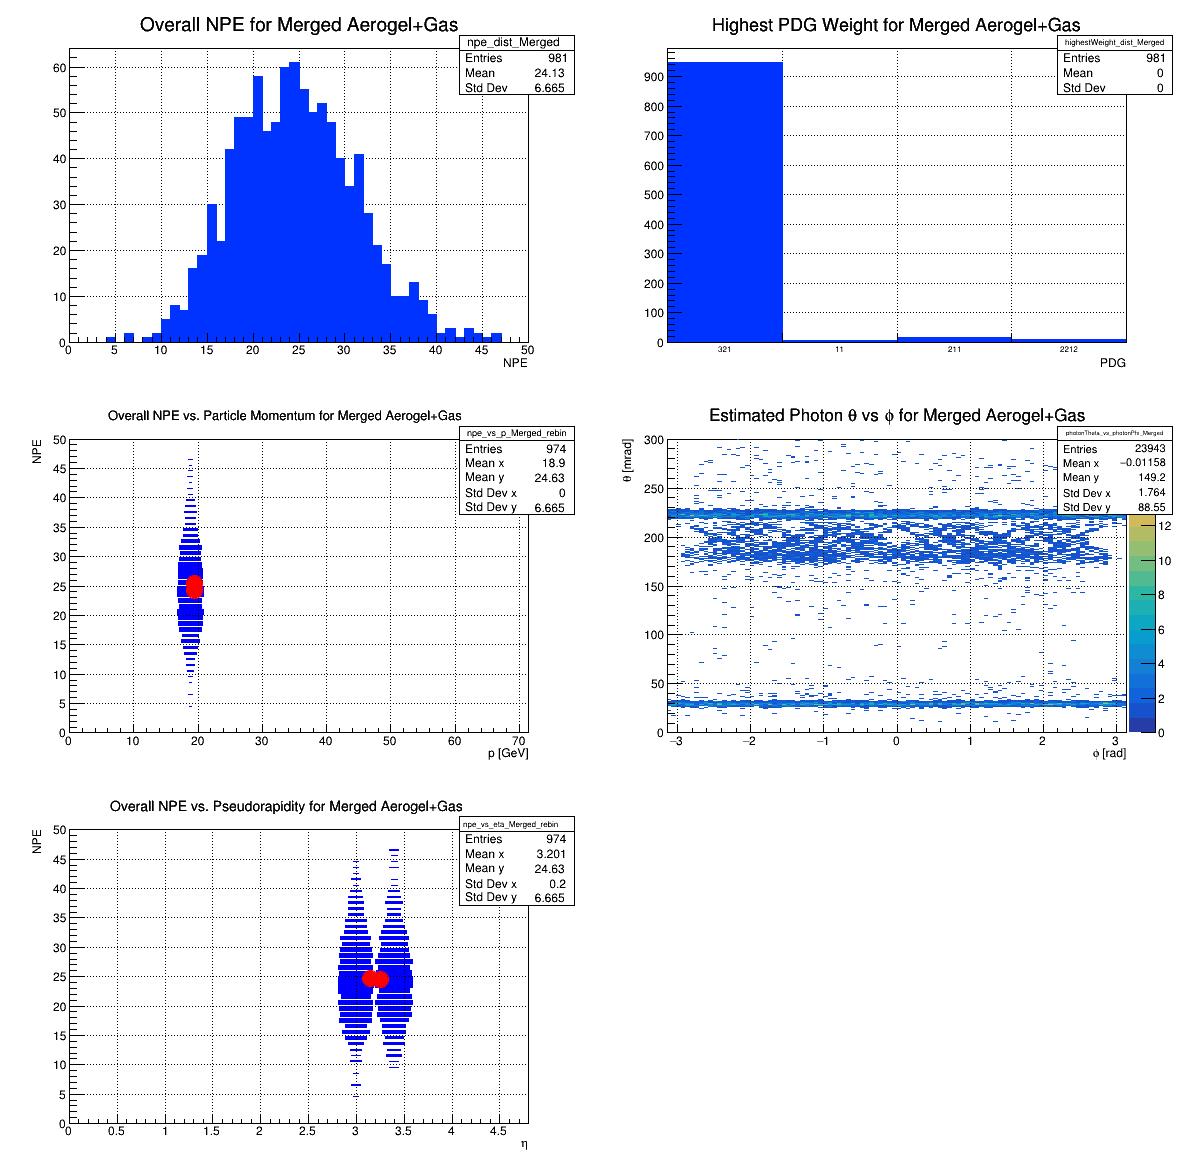 Overall NPE for Merged Aerogel+Gas
npe_dist_Merged
Entries 981
Mean 24.13
Std Dev 6.665
60
50
40
30
20
10
0
0 5 10 15 20 25 30 35 40 45 50
NPE
Highest PDG Weight for Merged Aerogel+Gas
highestWeight_dist_Merged
Entries 981
Mean 0
Std Dev 0
900
800
700
600
500
400
300
200
100
0
321 11 211 2212
PDG
Overall NPE vs. Particle Momentum for Merged Aerogel+Gas
npe_vs_p_Merged_rebin
Entries 974
Mean x 18.9
Mean y 24.63
Std Dev x 0
Std Dev y 6.665
NPE
50
45
40
35
30
25
20
15
10
5
0
0 10 20 30 40 50 60 70
p [GeV]
Estimated Photon θ vs ϕ for Merged Aerogel+Gas
photonTheta_vs_photonPhi_Merged
Entries 23943
Mean x −0.01158
Mean y 149.2
Std Dev x 1.764
Std Dev y 88.55
θ [mrad]
300
250
200
150
100
50
0
−3 −2 −1 0 1 2 3
ϕ [rad]
12
10
8
6
4
2
0
Overall NPE vs. Pseudorapidity for Merged Aerogel+Gas
npe_vs_eta_Merged_rebin
Entries 974
Mean x 3.201
Mean y 24.63
Std Dev x 0.2
Std Dev y 6.665
NPE
50
45
40
35
30
25
20
15
10
5
0
0 0.5 1 1.5 2 2.5 3 3.5 4 4.5
η